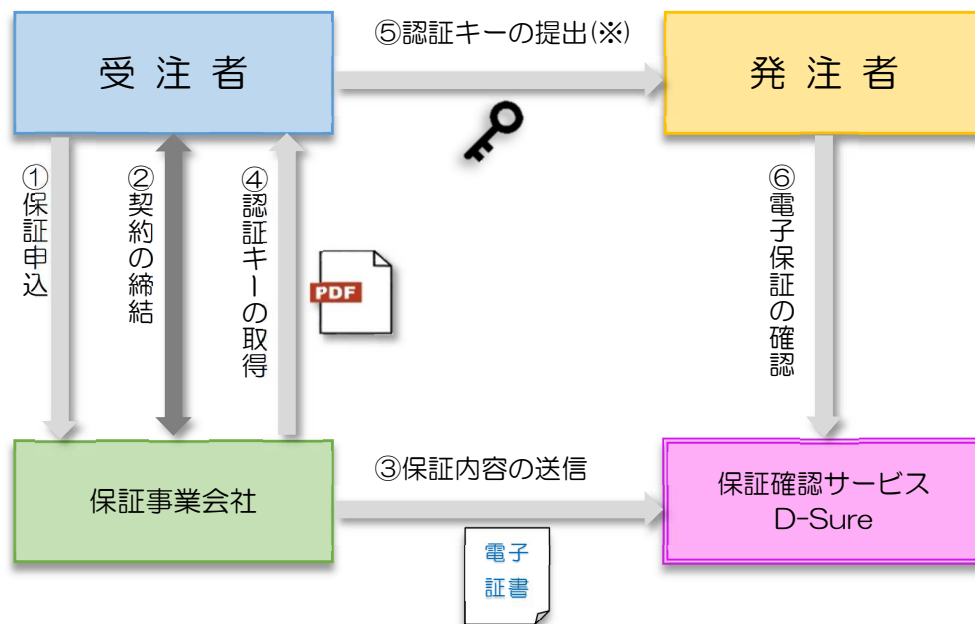 ⑤認証キーの提出(※)
受注者
発注者
①保証申込
②契約の締結
④認証キーの取得
PDF
⑥電子保証の確認
③保証内容の送信
保証事業会社
保証確認サービス
D-Sure
電子
証書